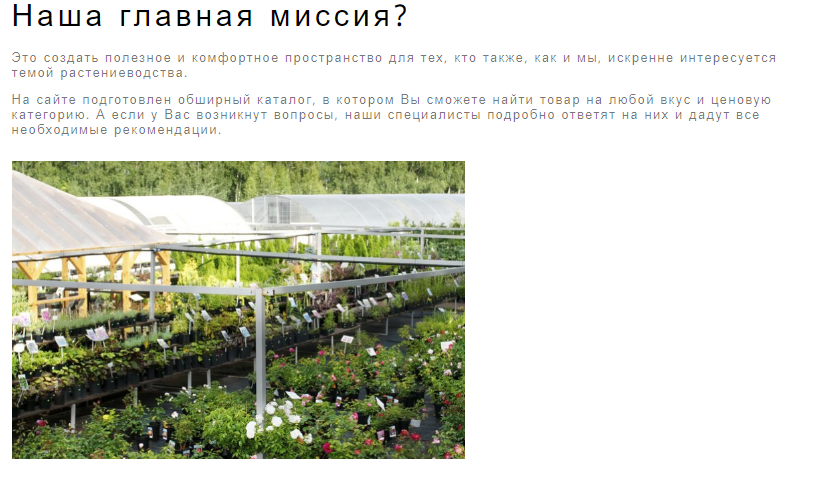 Наша главная миссия?
Это создать полезное и комфортное пространство для тех, кто также, как и мы, искренне интересуется
темой растениеводства.
На сайте подготовлен обширный каталог, в котором Вы сможете найти товар на любой вкус и ценовую
категорию. А если у Вас возникнут вопросы, наши специалисты подробно ответят на них и дадут все
необходимые рекомендации.